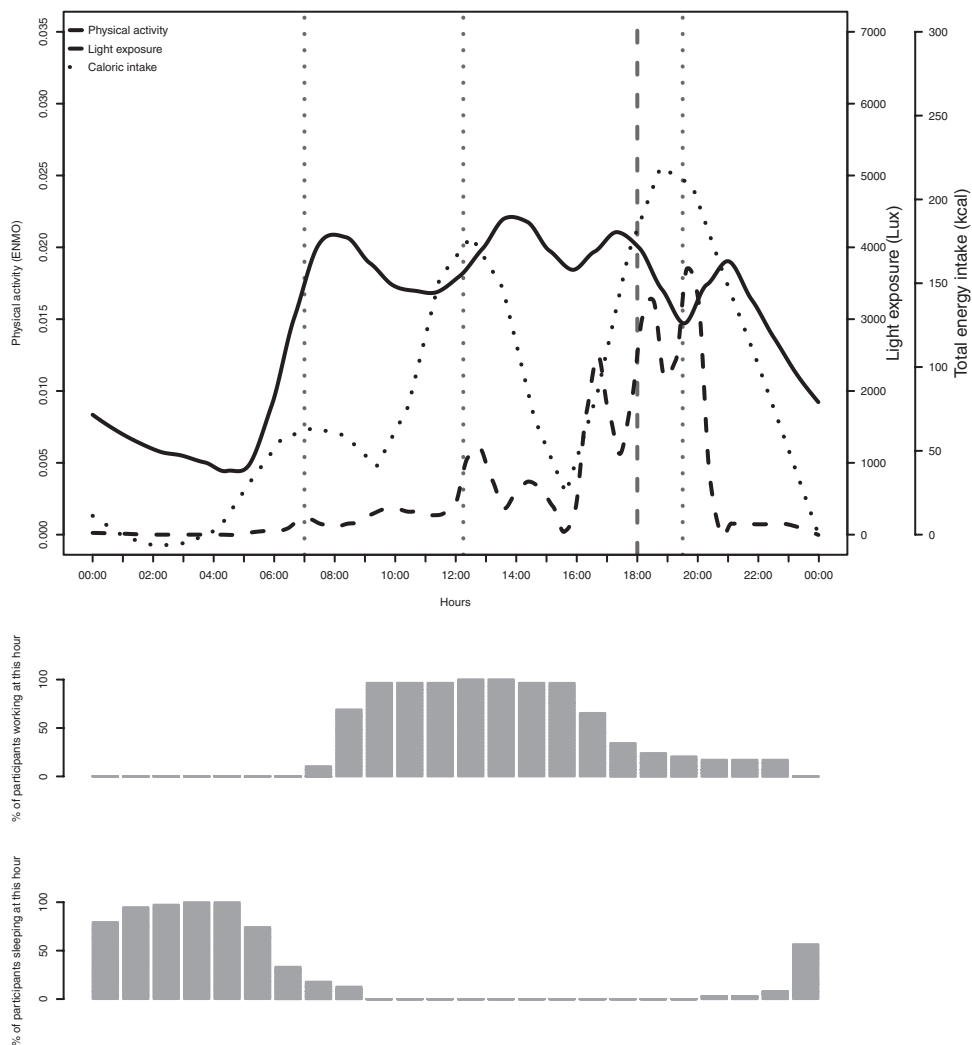 Physical activity
Light exposure
Caloric intake
Physical activity (ENMO)
0.000
0.005
0.010
0.015
0.020
0.025
0.030
0.035
Light exposure (Lux)
0
1000
2000
3000
4000
5000
6000
7000
Total energy intake (kcal)
0
50
100
150
200
250
300
00:00 02:00 04:00 06:00 08:00 10:00 12:00 14:00 16:00 18:00 20:00 22:00 00:00
Hours
% of participants working at this hour
0
50
100
% of participants sleeping at this hour
0
50
100